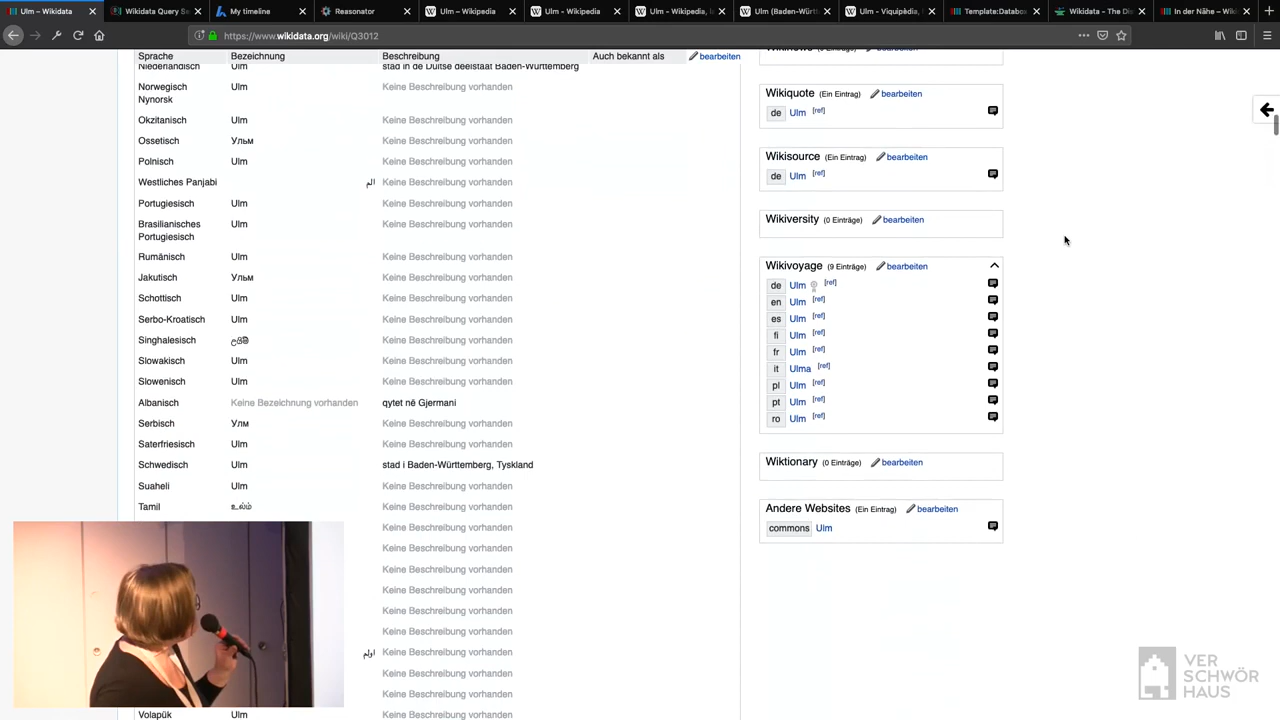 Ulm – Wikidata
Wikidata Query Se
My timeline
Reasonator
Ulm – Wikipedia
Ulm - Wikipedia
Ulm - Wikipedia, l
Ulm (Baden-Würt
Ulm - Viquipèdia, l
Template:Databo
Wikidata - The Di
In der Nähe – Wiki
https://www.wikidata.org/wiki/Q3012
Sprache Bezeichnung Beschreibung Auch bekannt als bearbeiten
Niederländisch Ulm stad in de Duitse deelstaat Baden-Württemberg
Norwegisch Ulm Keine Beschreibung vorhanden
Nynorsk
Okzitanisch Ulm Keine Beschreibung vorhanden
Ossetisch Ульм Keine Beschreibung vorhanden
Polnisch Ulm Keine Beschreibung vorhanden
Westliches Panjabi الم Keine Beschreibung vorhanden
Portugiesisch Ulm Keine Beschreibung vorhanden
Brasilianisches Ulm Keine Beschreibung vorhanden
Portugiesisch
Rumänisch Ulm Keine Beschreibung vorhanden
Jakutisch Ульм Keine Beschreibung vorhanden
Schottisch Ulm Keine Beschreibung vorhanden
Serbo-Kroatisch Ulm Keine Beschreibung vorhanden
Singhalesisch Keine Beschreibung vorhanden
Slowakisch Ulm Keine Beschreibung vorhanden
Slowenisch Ulm Keine Beschreibung vorhanden
Albanisch Keine Bezeichnung vorhanden qytet në Gjermani
Serbisch Улм Keine Beschreibung vorhanden
Saterfriesisch Ulm Keine Beschreibung vorhanden
Schwedisch Ulm stad i Baden-Württemberg, Tyskland
Suaheli Ulm Keine Beschreibung vorhanden
Tamil உல்ம் Keine Beschreibung vorhanden
Keine Beschreibung vorhanden
Keine Beschreibung vorhanden
Keine Beschreibung vorhanden
Keine Beschreibung vorhanden
Keine Beschreibung vorhanden
Keine Beschreibung vorhanden
اولم Keine Beschreibung vorhanden
Keine Beschreibung vorhanden
Keine Beschreibung vorhanden
Volapük Ulm Keine Beschreibung vorhanden
Wikiquote (Ein Eintrag) bearbeiten
de Ulm [ref]
Wikisource (Ein Eintrag) bearbeiten
de Ulm [ref]
Wikiversity (0 Einträge) bearbeiten
Wikivoyage (9 Einträge) bearbeiten
de Ulm [ref]
en Ulm [ref]
es Ulm [ref]
fi Ulm [ref]
fr Ulm [ref]
it Ulma [ref]
pl Ulm [ref]
pt Ulm [ref]
ro Ulm [ref]
Wiktionary (0 Einträge) bearbeiten
Andere Websites (Ein Eintrag) bearbeiten
commons Ulm
VER
SCHWÖR
HAUS